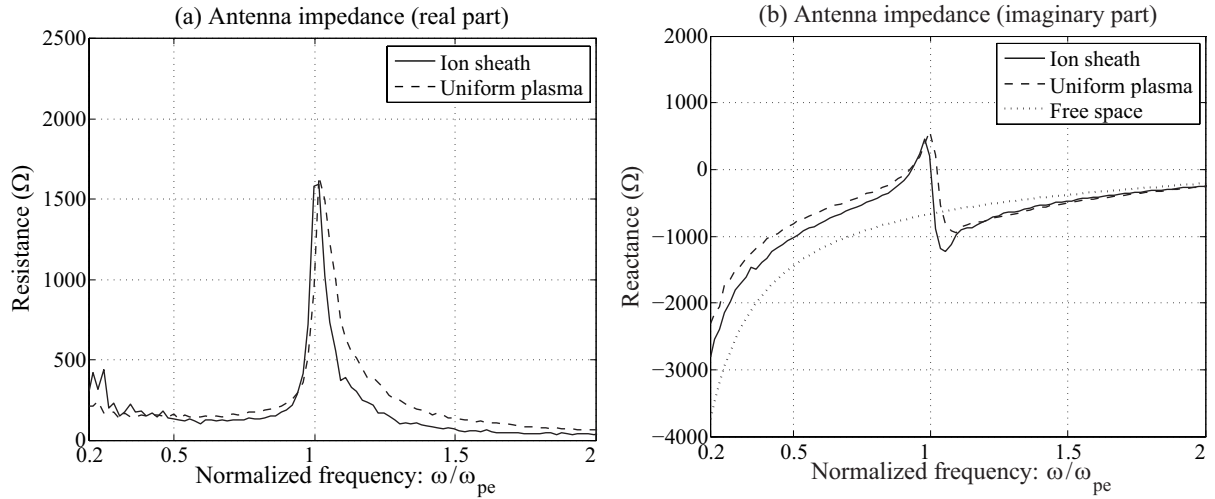 (a) Antenna impedance (real part)
2500
2000
1500
1000
500
0
Resistance (Ω)
Ion sheath
Uniform plasma
0.2
0.5
1
1.5
2
Normalized frequency: ω/ω_pe
(b) Antenna impedance (imaginary part)
2000
1000
0
−1000
−2000
−3000
−4000
Reactance (Ω)
Ion sheath
Uniform plasma
Free space
0.2
0.5
1
1.5
2
Normalized frequency: ω/ω_pe